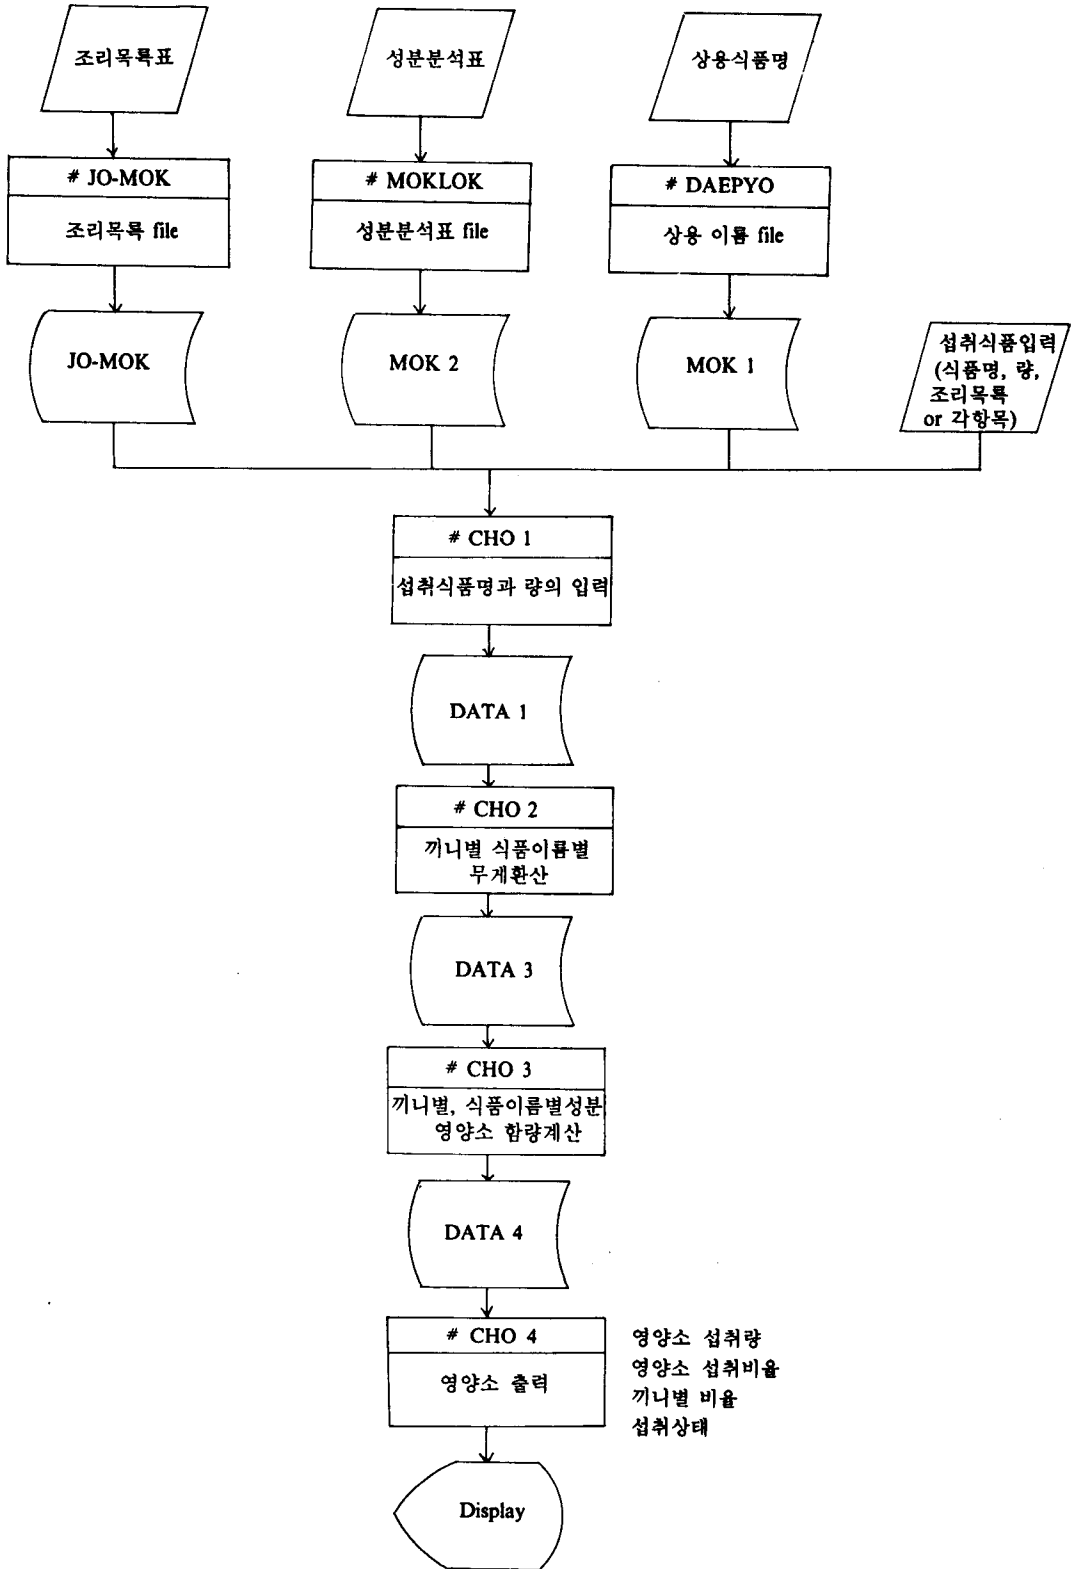 조리목록표
성분분석표
상용식품명
# JO-MOK
조리목록 file
# MOKLOK
성분분석표 file
# DAEPYO
상용 이름 file
JO-MOK
MOK 2
MOK 1
섭취식품입력
(식품명, 량,
조리목록
or 각항목)
# CHO 1
섭취식품명과 량의 입력
DATA 1
# CHO 2
끼니별 식품이름별
무게환산
DATA 3
# CHO 3
끼니별, 식품이름별성분
영양소 함량계산
DATA 4
# CHO 4
영양소 출력
영양소 섭취량
영양소 섭취비율
끼니별 비율
섭취상태
Display